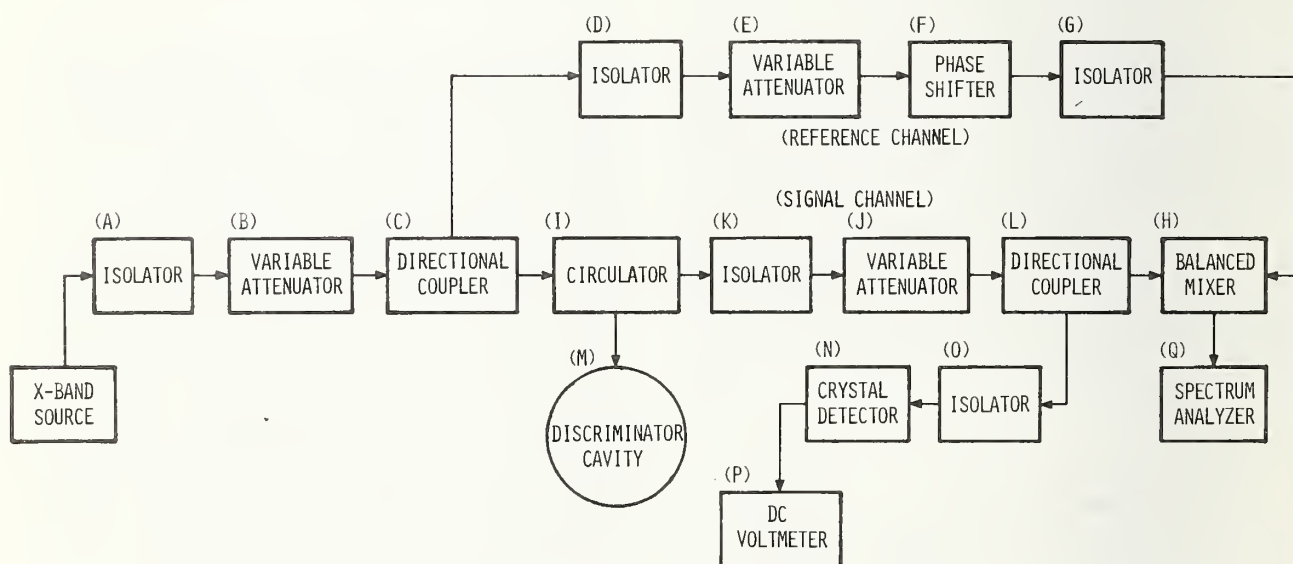 (D)
(E)
(F)
(G)
ISOLATOR
VARIABLE
ATTENUATOR
PHASE
SHIFTER
ISOLATOR
(REFERENCE CHANNEL)
(SIGNAL CHANNEL)
(A)
(B)
(C)
(I)
(K)
(J)
(L)
(H)
ISOLATOR
VARIABLE
ATTENUATOR
DIRECTIONAL
COUPLER
CIRCULATOR
ISOLATOR
VARIABLE
ATTENUATOR
DIRECTIONAL
COUPLER
BALANCED
MIXER
(M)
(N)
(O)
(Q)
X-BAND
SOURCE
DISCRIMINATOR
CAVITY
CRYSTAL
DETECTOR
ISOLATOR
SPECTRUM
ANALYZER
(P)
DC
VOLTMETER